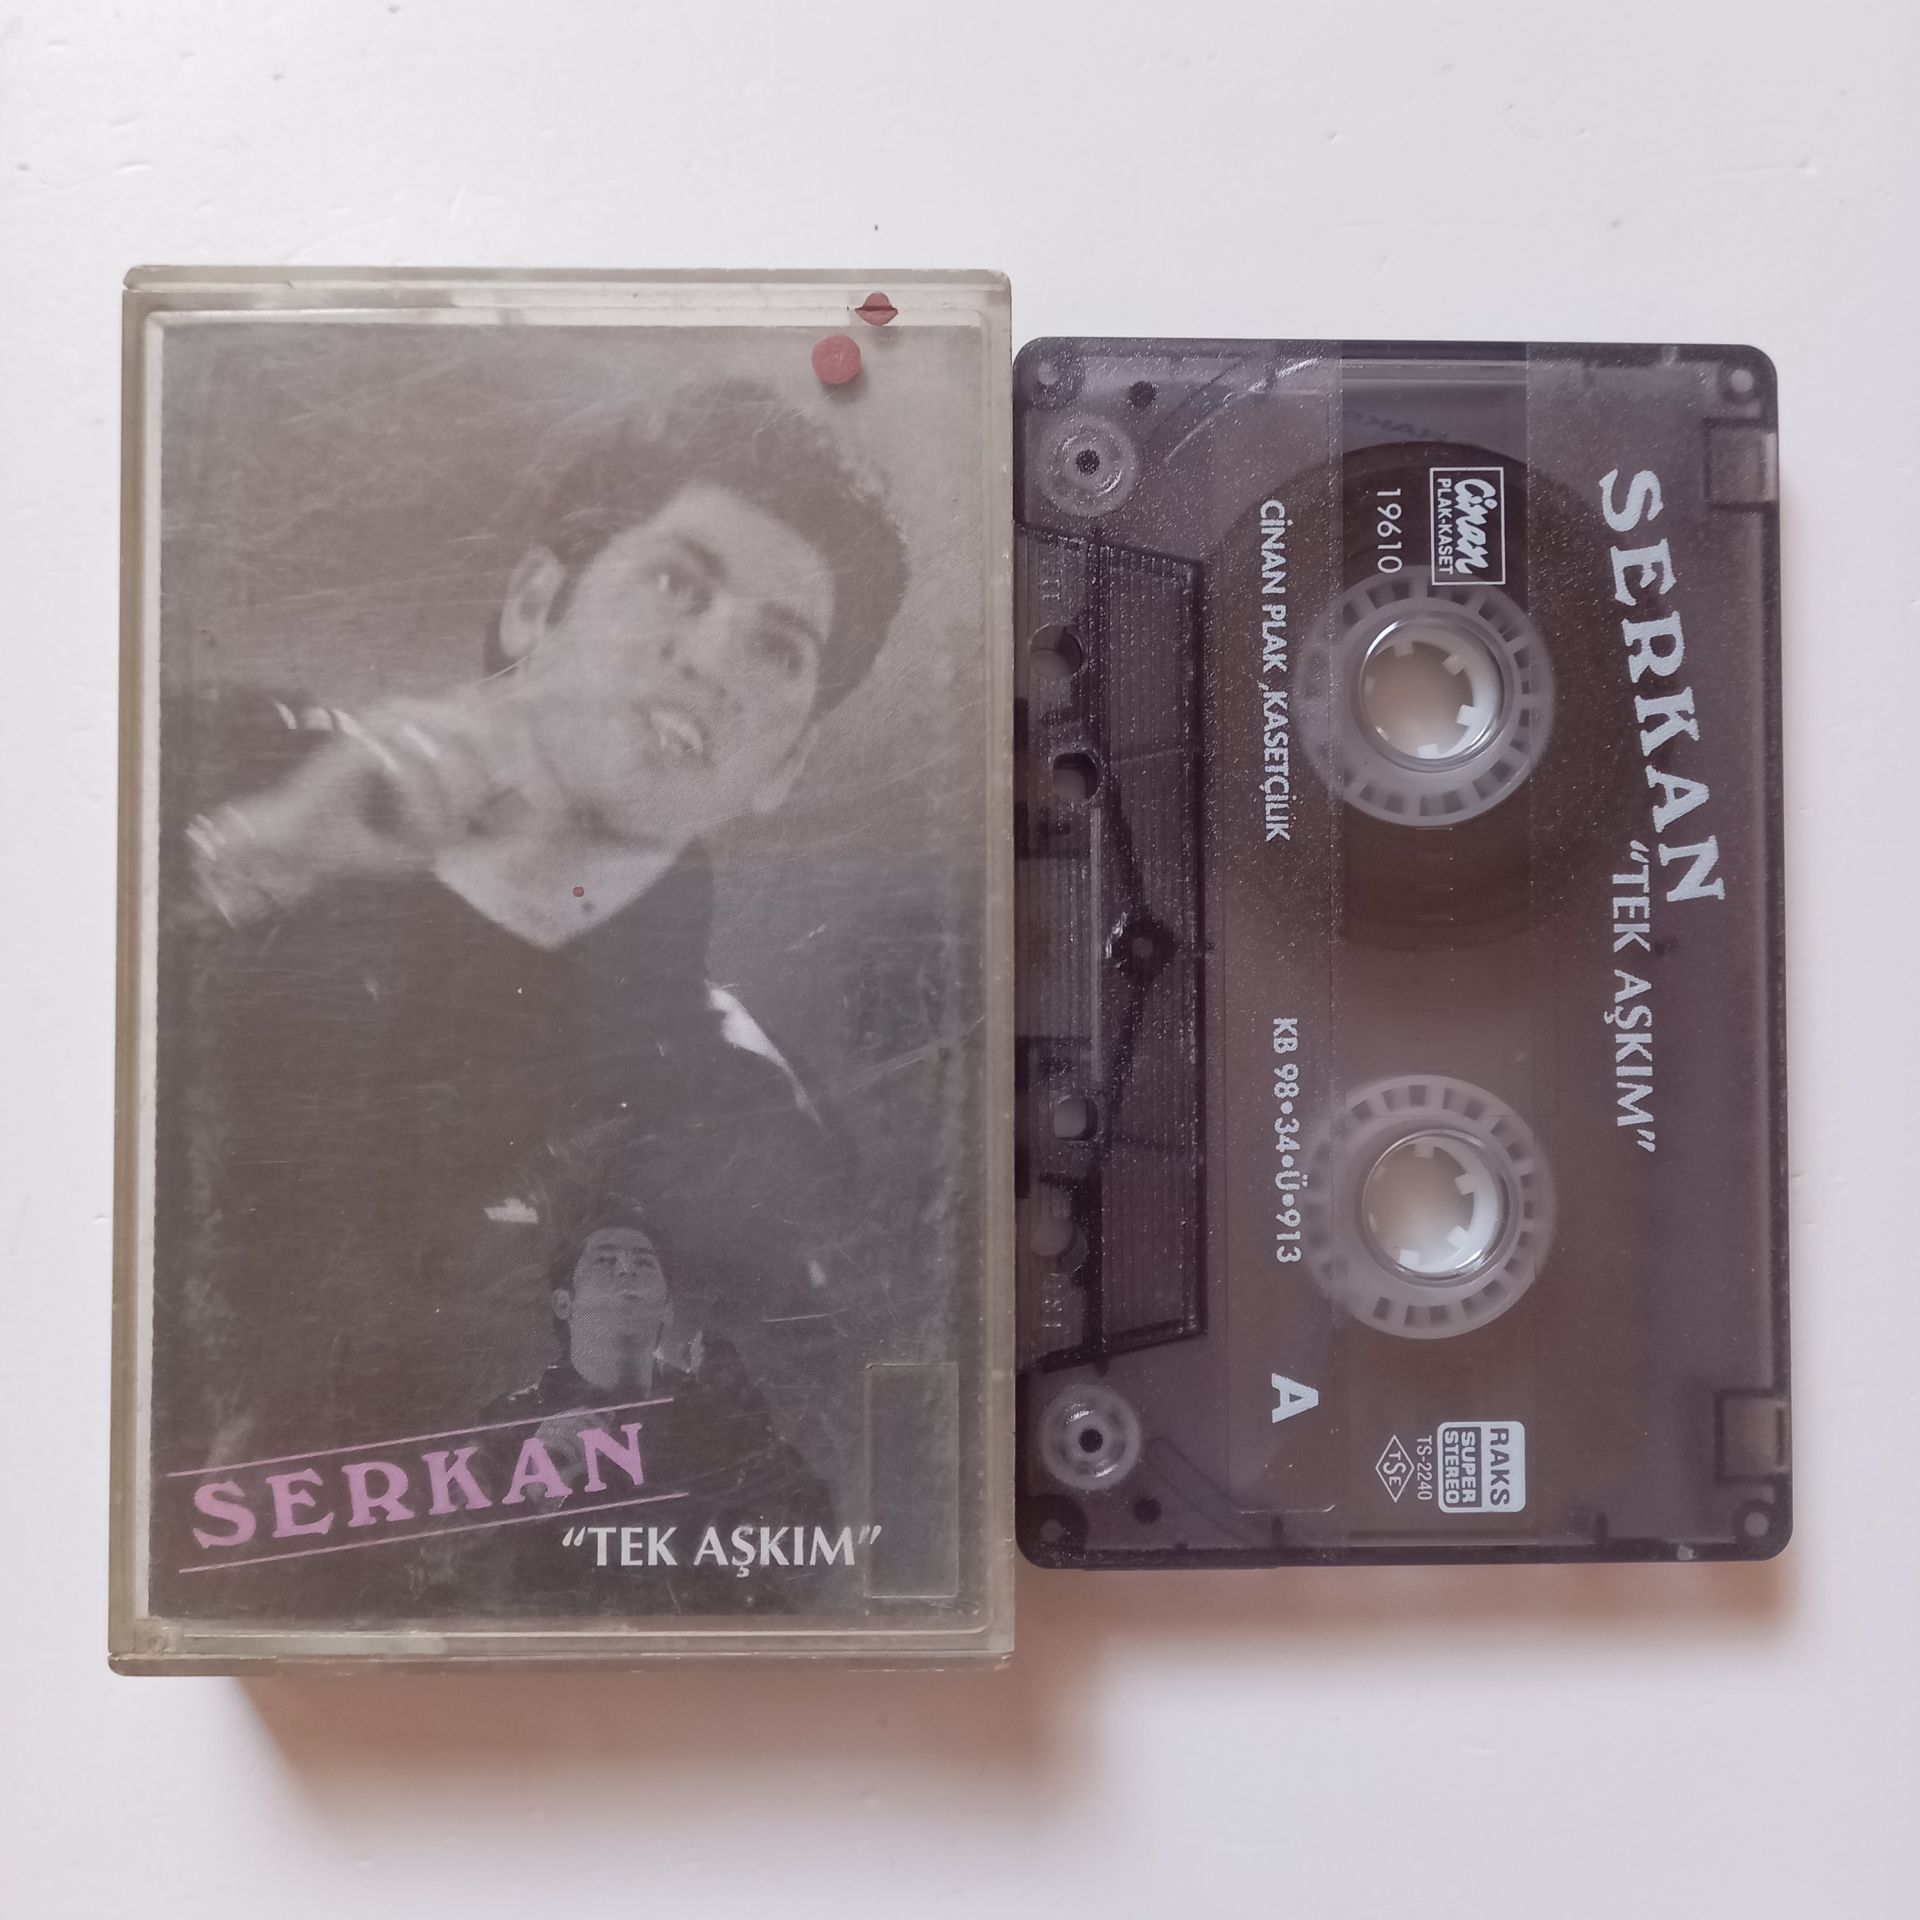 SERKAN
"TEK AŞKIM"
SERKAN
"TEK AŞKIM"
Cinan
PLAK-KASET
19610
CİNAN PLAK ,KASETÇİLİK
KB 98•34•Ü•913
A
RAKS
SUPER
STEREO
TS-2240
TSE